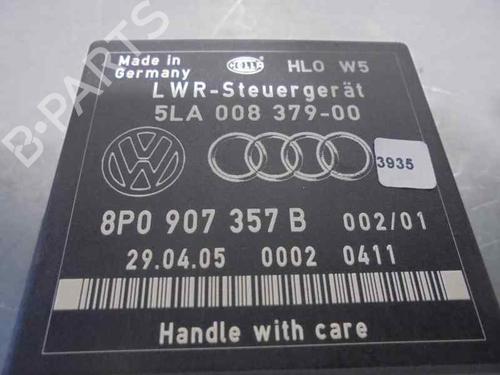 Made in
Germany
HELLA
HLO W5
LWR-Steuergerät
5LA 008 379-00
3935
8P0 907 357 B 002/01
29.04.05 0002 0411
Handle with care
B-PARTS